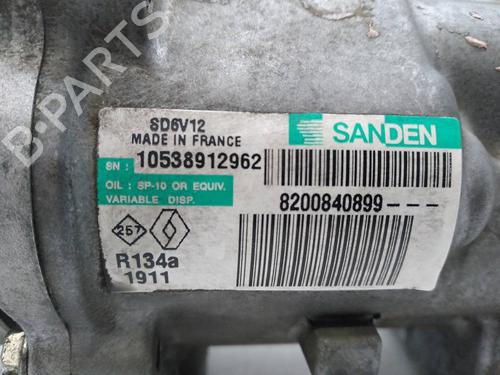 SD6V12
MADE IN FRANCE
SANDEN
SN : 10538912962
OIL : SP-10 OR EQUIV.
VARIABLE DISP.
8200840899---
257
R134a
1911
B-PARTS